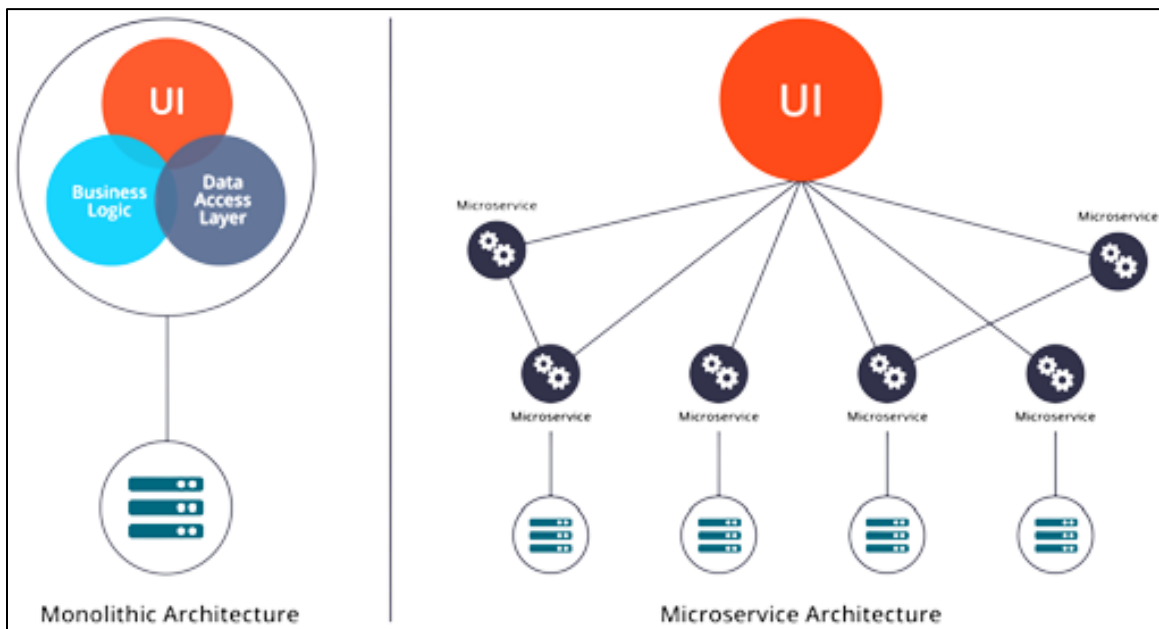 UI
Business
Logic
Data
Access
Layer
Monolithic Architecture
UI
Microservice
Microservice
Microservice
Microservice
Microservice
Microservice
Microservice Architecture